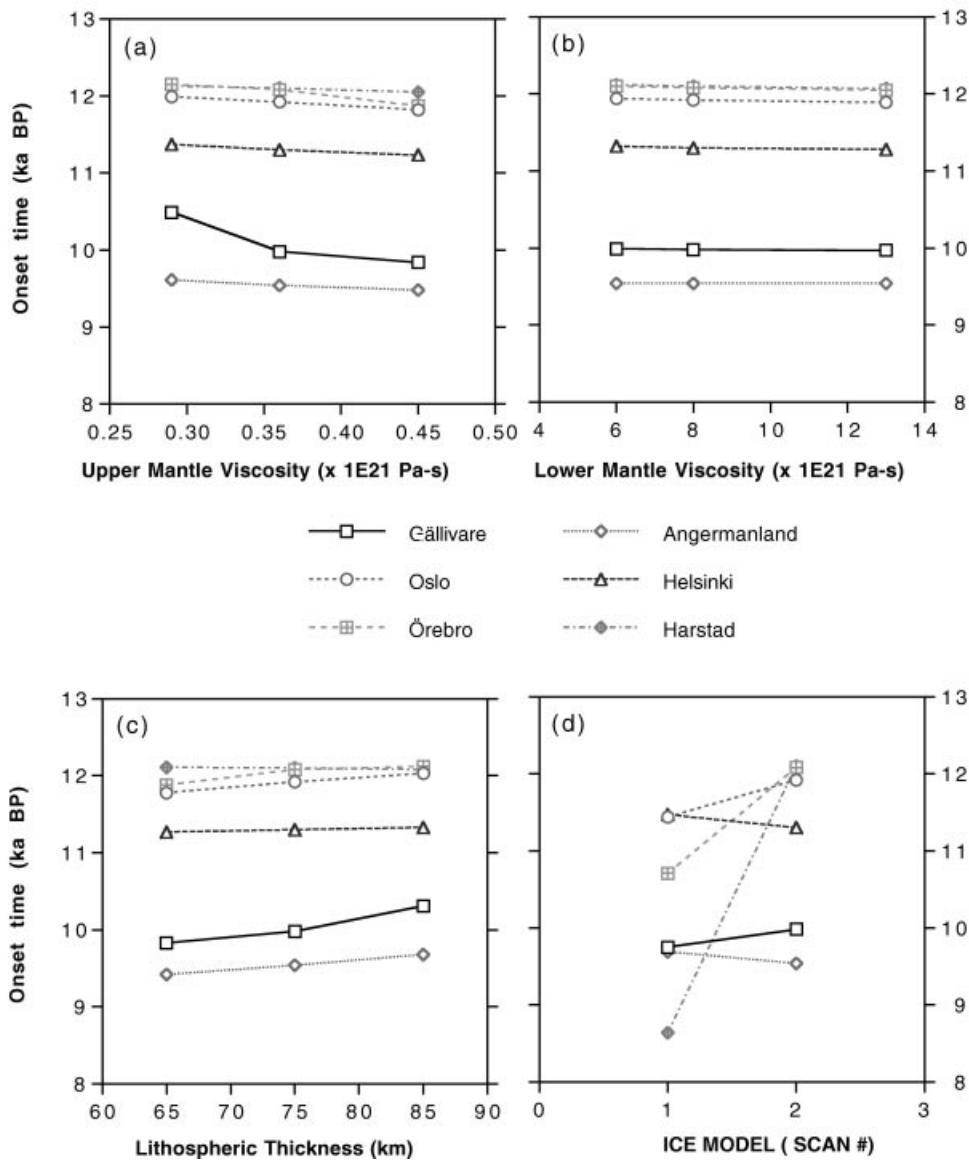 (a)
13
12
11
10
9
8
Onset time (ka BP)
0.25 0.30 0.35 0.40 0.45 0.50
Upper Mantle Viscosity (x 1E21 Pa-s)
(b)
13
12
11
10
9
8
4 6 8 10 12 14
Lower Mantle Viscosity (x 1E21 Pa-s)
Gällivare
Angermanland
Oslo
Helsinki
Örebro
Harstad
(c)
13
12
11
10
9
8
Onset time (ka BP)
60 65 70 75 80 85 90
Lithospheric Thickness (km)
(d)
13
12
11
10
9
8
0 1 2 3
ICE MODEL ( SCAN #)